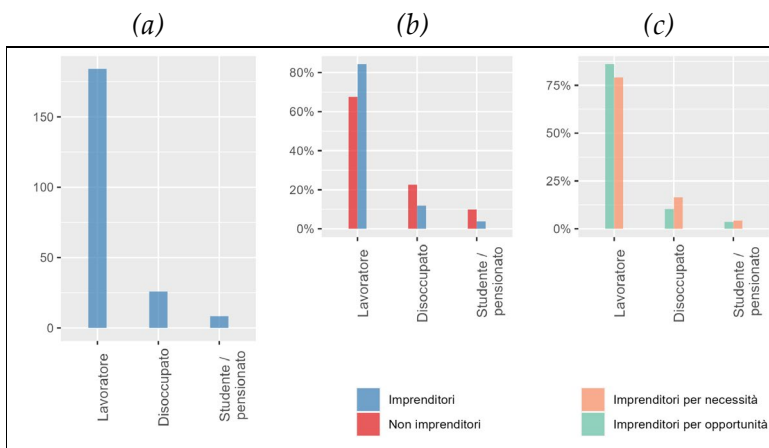 (a)
(b)
(c)
150
100
50
0
Lavoratore
Disoccupato
Studente /
pensionato
80%
60%
40%
20%
0%
Lavoratore
Disoccupato
Studente /
pensionato
75%
50%
25%
0%
Lavoratore
Disoccupato
Studente /
pensionato
Imprenditori
Non imprenditori
Imprenditori per necessità
Imprenditori per opportunità